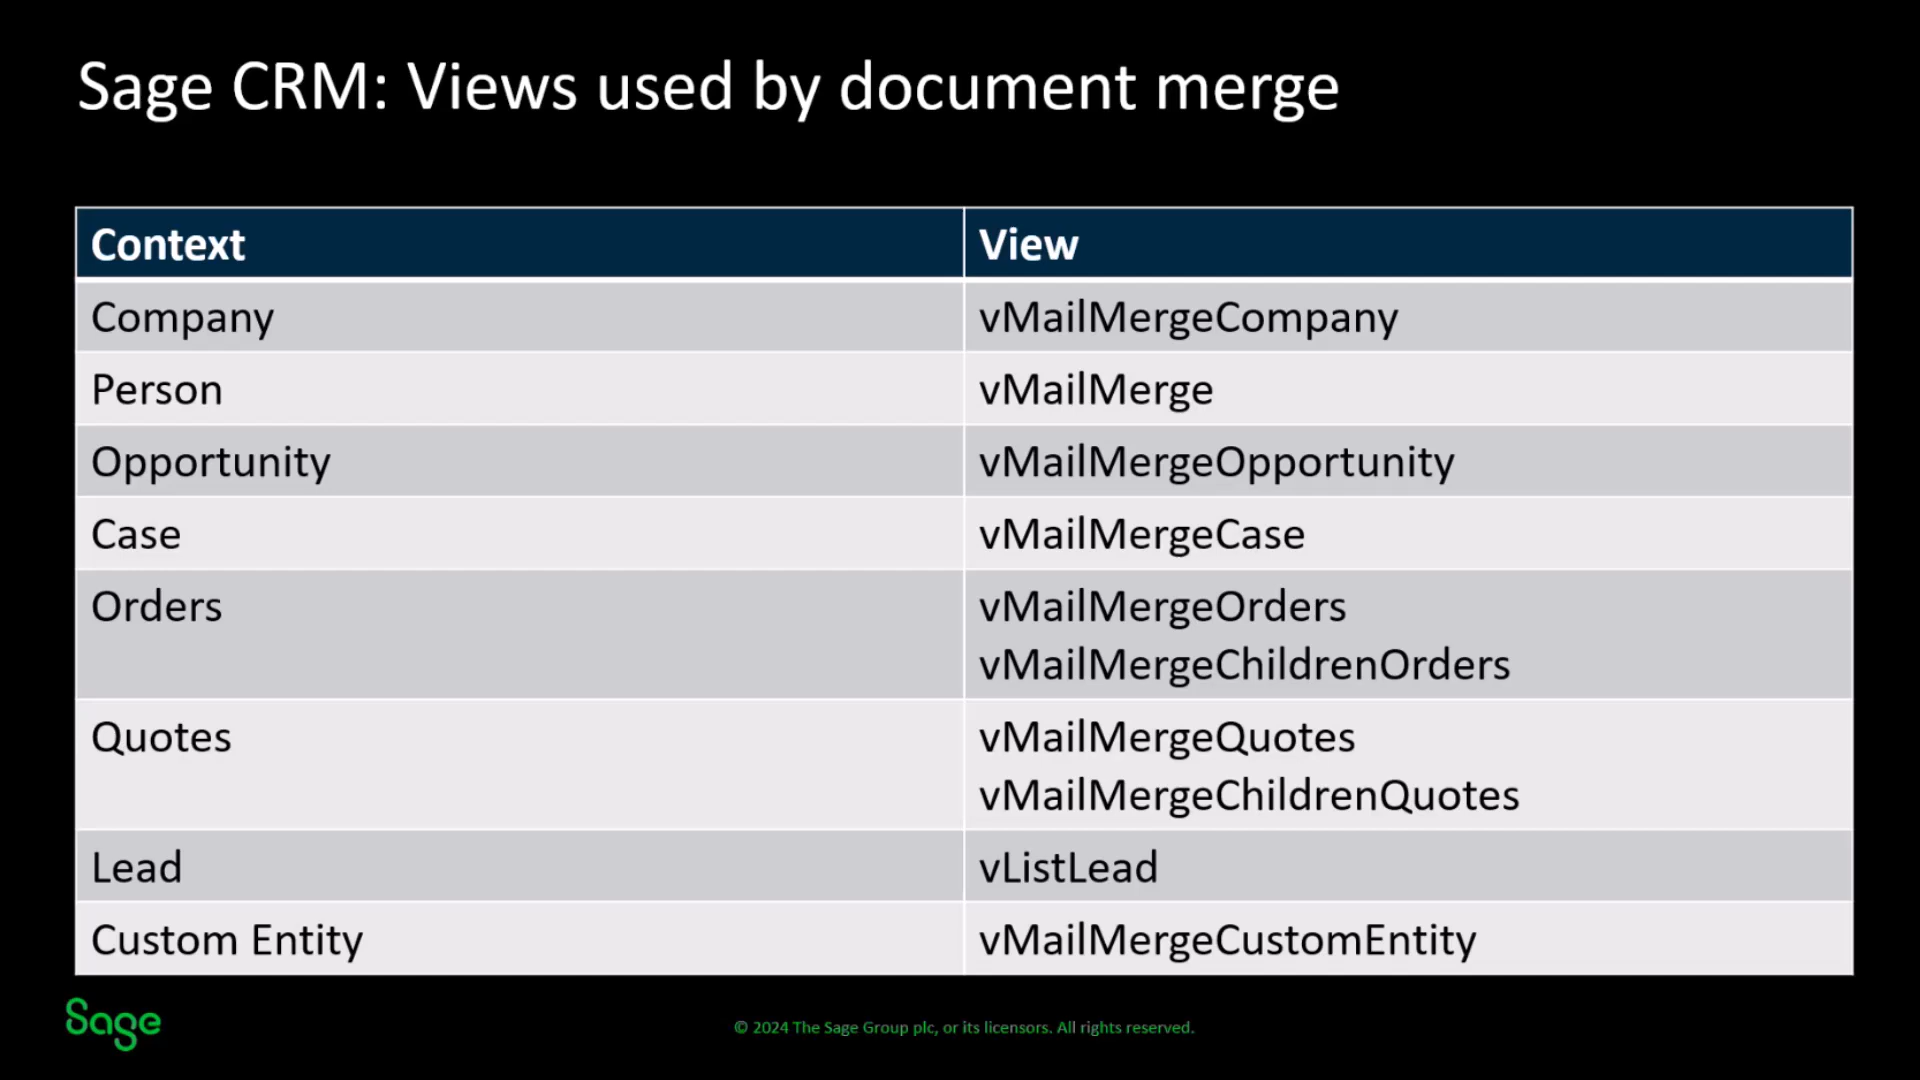 Sage CRM: Views used by document merge
Context View
Company vMailMergeCompany
Person vMailMerge
Opportunity vMailMergeOpportunity
Case vMailMergeCase
Orders vMailMergeOrders
vMailMergeChildrenOrders
Quotes vMailMergeQuotes
vMailMergeChildrenQuotes
Lead vListLead
Custom Entity vMailMergeCustomEntity
Sage
© 2024 The Sage Group plc, or its licensors. All rights reserved.